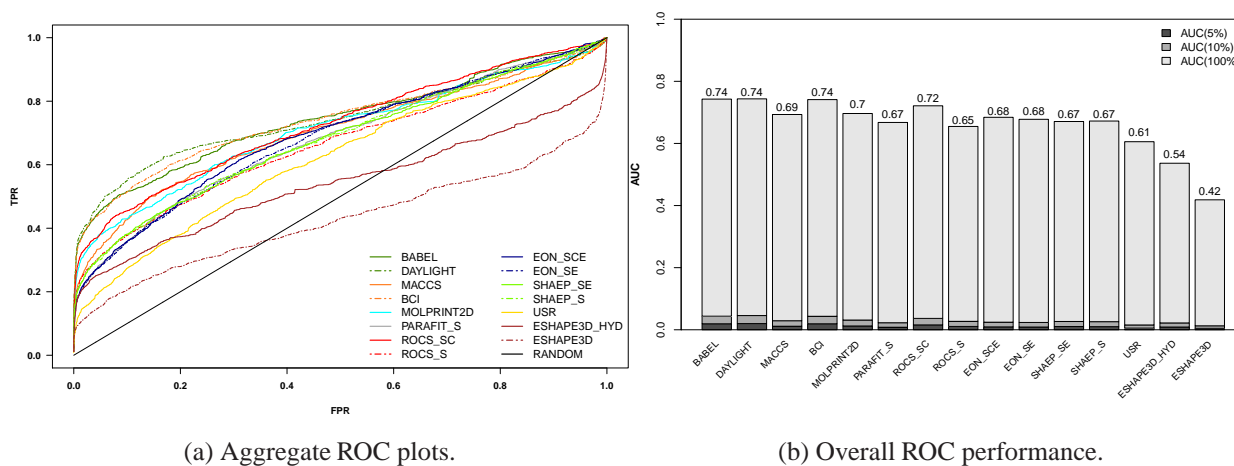 1.0
0.8
0.6
0.4
0.2
0.0
TPR
BABEL
DAYLIGHT
MACCS
BCI
MOLPRINT2D
PARAFIT_S
ROCS_SC
ROCS_S
EON_SCE
EON_SE
SHAEP_SE
SHAEP_S
USR
ESHAPE3D_HYD
ESHAPE3D
RANDOM
0.0 0.2 0.4 0.6 0.8 1.0
FPR
(a) Aggregate ROC plots.
1.0
0.8
0.6
0.4
0.2
0.0
AUC
AUC(5%)
AUC(10%)
AUC(100%)
0.74 0.74 0.69 0.74 0.7 0.67 0.72 0.65 0.68 0.68 0.67 0.67 0.61 0.54 0.42
BABEL DAYLIGHT MACCS BCI MOLPRINT2D PARAFIT_S ROCS_SC ROCS_S EON_SCE EON_SE SHAEP_SE SHAEP_S USR ESHAPE3D_HYD ESHAPE3D
(b) Overall ROC performance.